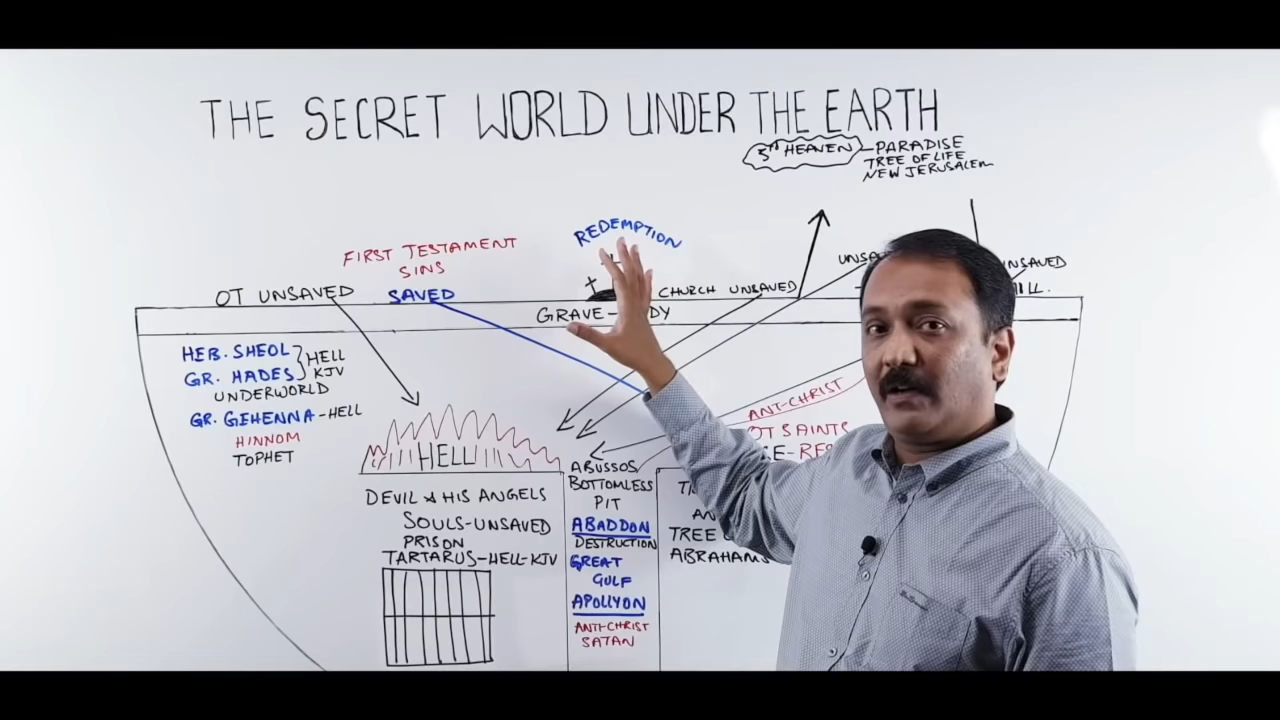 THE SECRET WORLD UNDER THE EARTH
3RD HEAVEN
PARADISE
TREE OF LIFE
NEW JERUSALEM
REDEMPTION
FIRST TESTAMENT
SINS
OT UNSAVED
SAVED
CHURCH UNSAVED
UNSAVED
GRAVE
HEB. SHEOL
GR. HADES
HELL
KJV
UNDERWORLD
GR. GEHENNA-HELL
HINNOM
TOPHET
HELL
DEVIL & HIS ANGELS
SOULS-UNSAVED
PRISON
TARTARUS-HELL-KJV
ABUSSOS
BOTTOMLESS
PIT
ABADDON
DESTRUCTION
GREAT
GULF
APOLLYON
ANTI-CHRIST
SATAN
ANTI-CHRIST
OT SAINTS
TREE
ABRAHAMS